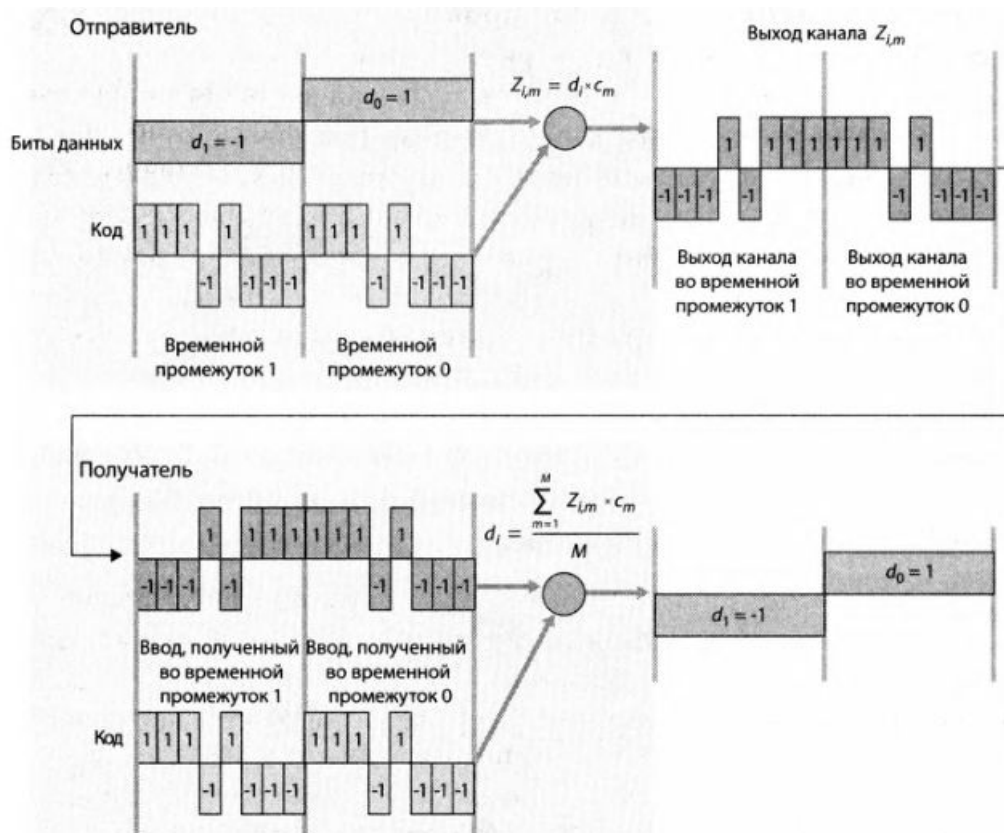 Отправитель
Выход канала Z_{i,m}
Z_{i,m} = d_i × c_m
d_0 = 1
Биты данных
d_1 = -1
1 1 1 1 1 1 1 1
-1 -1 -1 -1 -1 -1 -1 -1
Код
1 1 1 1 1 1 1 1
-1 -1 -1 -1 -1 -1 -1 -1
Выход канала
во временной
промежуток 1
Выход канала
во временной
промежуток 0
Временной
промежуток 1
Временной
промежуток 0
Получатель
1 1 1 1 1 1 1 1
-1 -1 -1 -1 -1 -1 -1 -1
d_i = \frac{\sum_{m=1}^{M} Z_{i,m} × c_m}{M}
d_0 = 1
d_1 = -1
Ввод, полученный
во временной
промежуток 1
Ввод, полученный
во временной
промежуток 0
Код
1 1 1 1 1 1 1 1
-1 -1 -1 -1 -1 -1 -1 -1